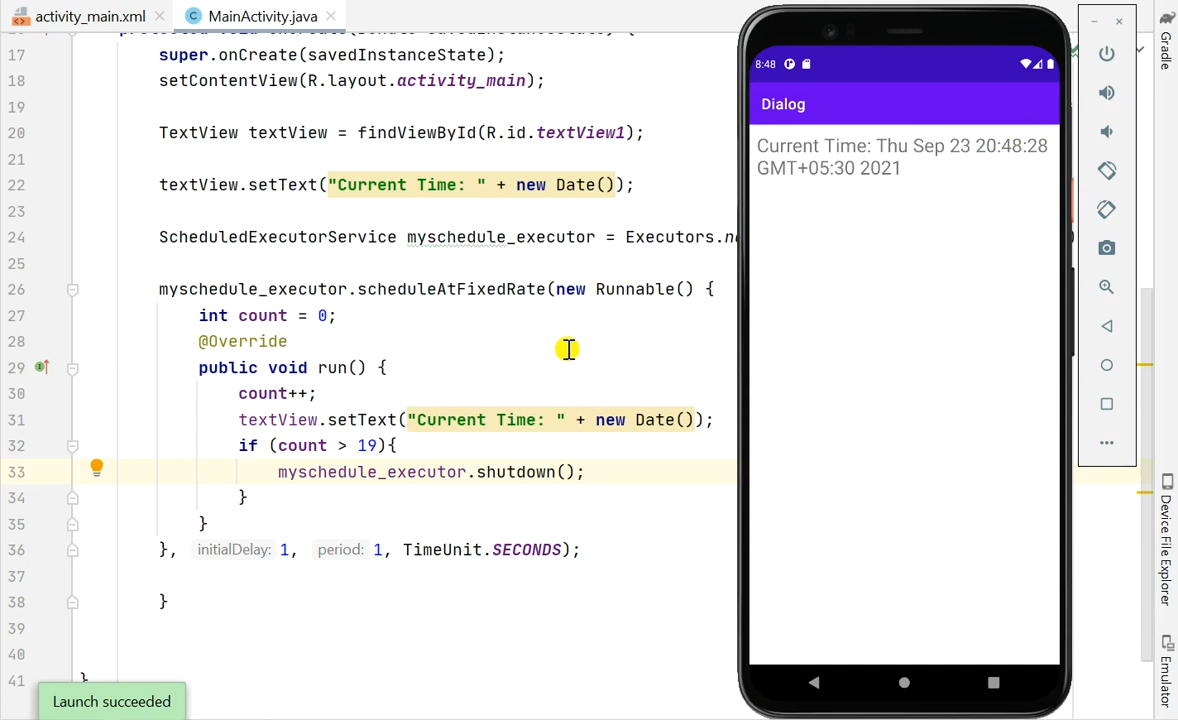 activity_main.xml
MainActivity.java
17 super.onCreate(savedInstanceState);
18 setContentView(R.layout.activity_main);
19
20 TextView textView = findViewById(R.id.textView1);
21
22 textView.setText("Current Time: " + new Date());
23
24 ScheduledExecutorService myschedule_executor = Executors.
25
26 myschedule_executor.scheduleAtFixedRate(new Runnable() {
27 int count = 0;
28 @Override
29 public void run() {
30 count++;
31 textView.setText("Current Time: " + new Date());
32 if (count > 19){
33 myschedule_executor.shutdown();
34 }
35 }
36 }, initialDelay: 1, period: 1, TimeUnit.SECONDS);
37
38 }
39
40
41 }
Launch succeeded
8:48
Dialog
Current Time: Thu Sep 23 20:48:28
GMT+05:30 2021
Gradle
Device File Explorer
Emulator